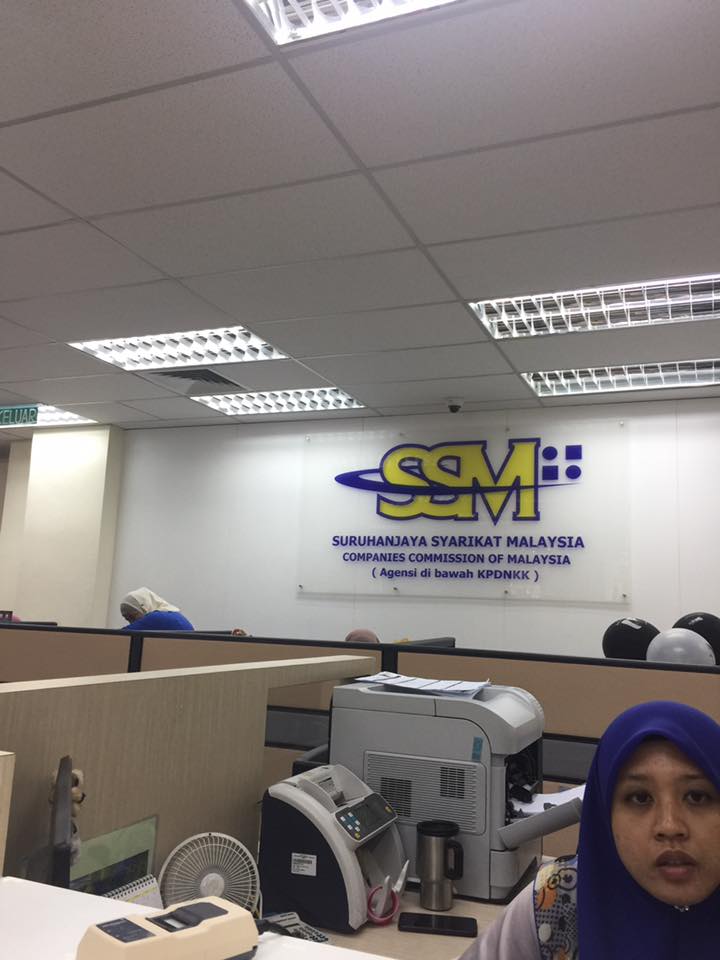 KELUAR
SSM
SURUHANJAYA SYARIKAT MALAYSIA
COMPANIES COMMISSION OF MALAYSIA
( Agensi di bawah KPDNKK )